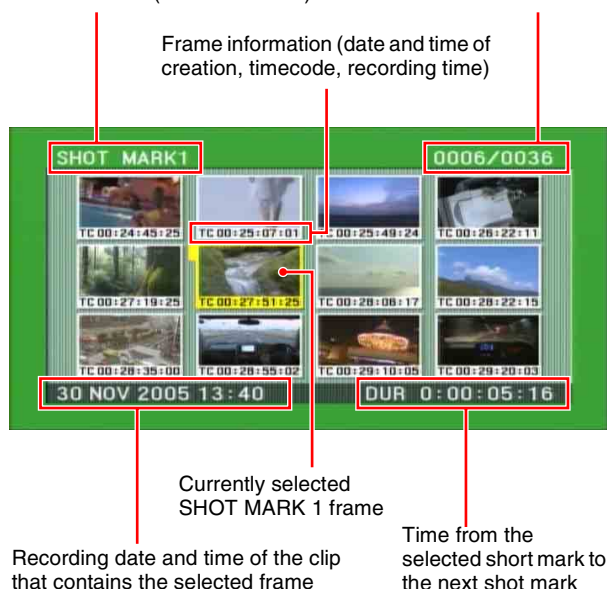 Frame information (date and time of
creation, timecode, recording time)
SHOT MARK1
0006/0036
TC 00:24:45:25
TC 00:25:07:01
TC 00:25:49:24
TC 00:26:22:11
TC 00:27:19:25
TC 00:27:51:25
TC 00:28:06:17
TC 00:28:22:15
TC 00:28:35:00
TC 00:28:55:02
TC 00:29:10:05
TC 00:29:20:03
30 NOV 2005 13:40
DUR 0:00:05:16
Currently selected
SHOT MARK 1 frame
Recording date and time of the clip
that contains the selected frame
Time from the
selected short mark to
the next shot mark